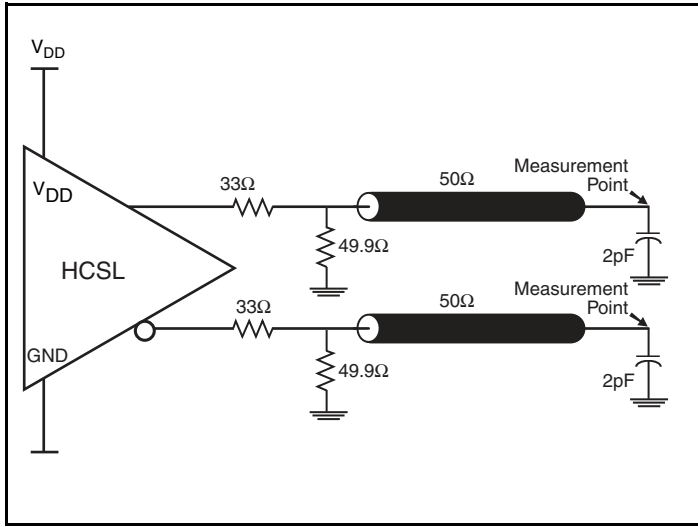 VDD
VDD
HCSL
GND
33Ω
49.9Ω
50Ω
Measurement
Point
2pF
33Ω
49.9Ω
50Ω
Measurement
Point
2pF